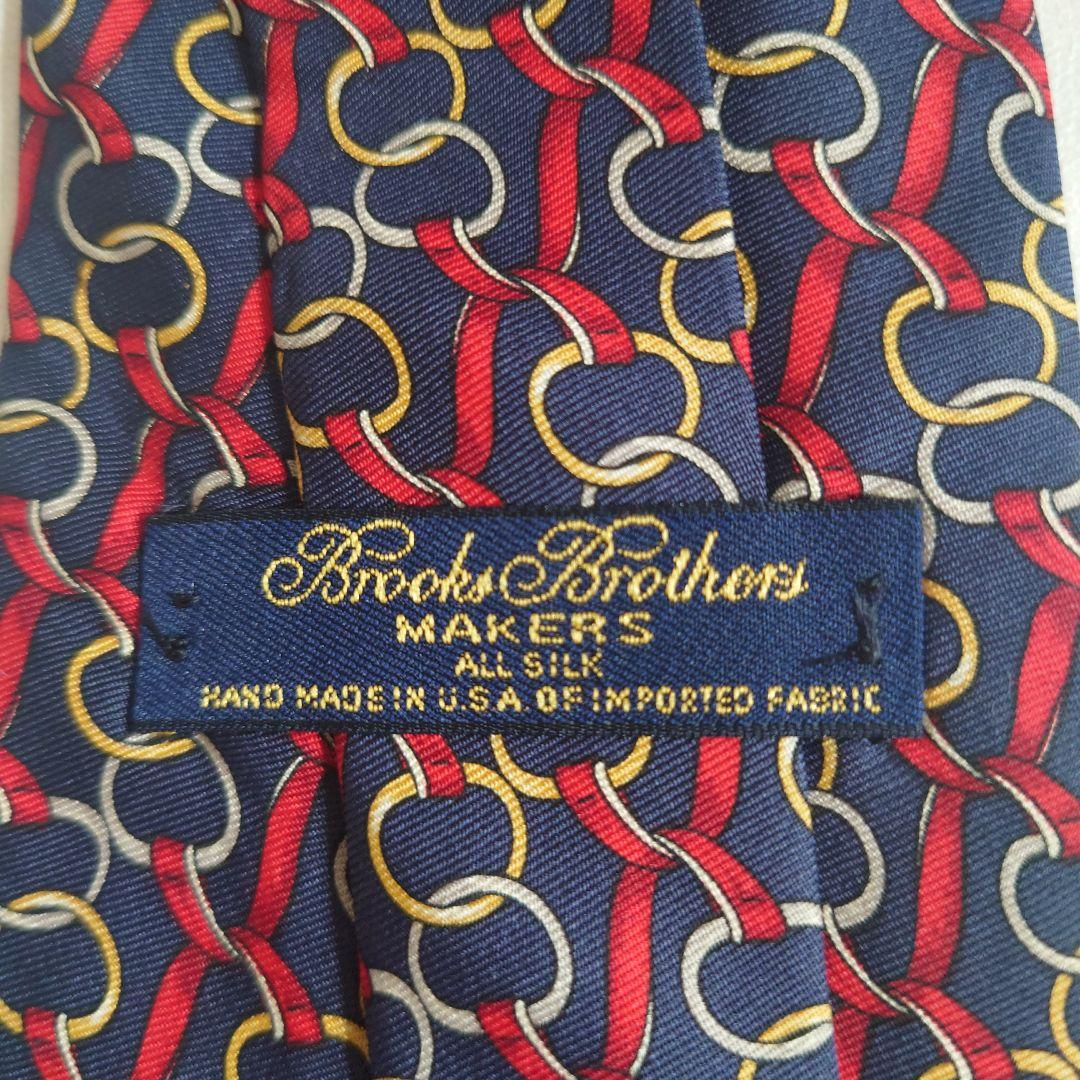 Brooks Brothers
MAKERS
ALL SILK
HAND MADE IN U.S.A. OF IMPORTED FABRIC